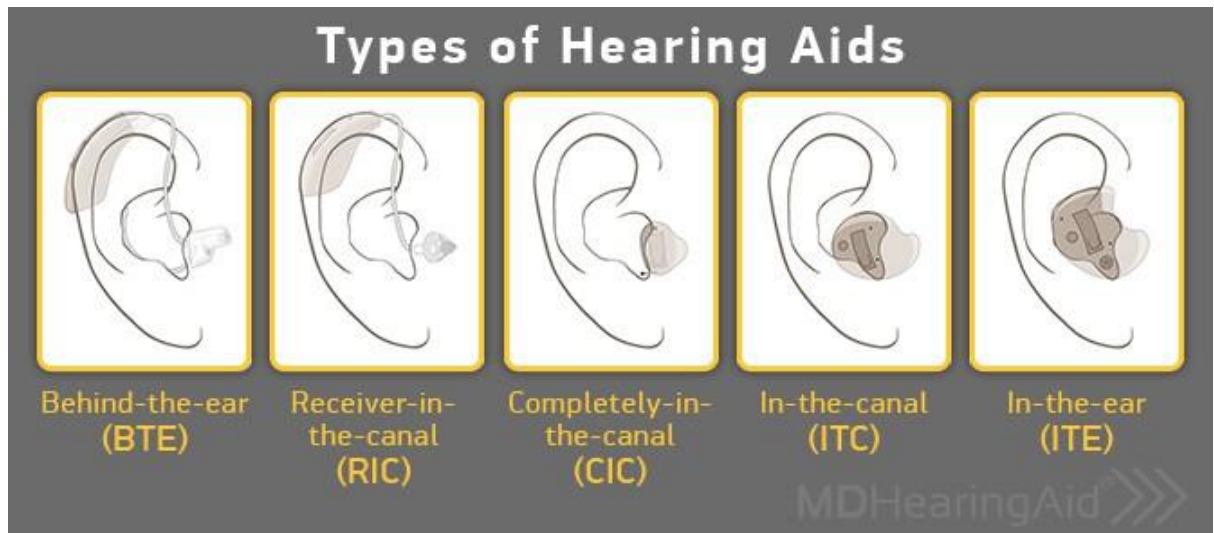 Types of Hearing Aids
Behind-the-ear
(BTE)
Receiver-in-
the-canal
(RIC)
Completely-in-
the-canal
(CIC)
In-the-canal
(ITC)
In-the-ear
(ITE)
MDHearingAid